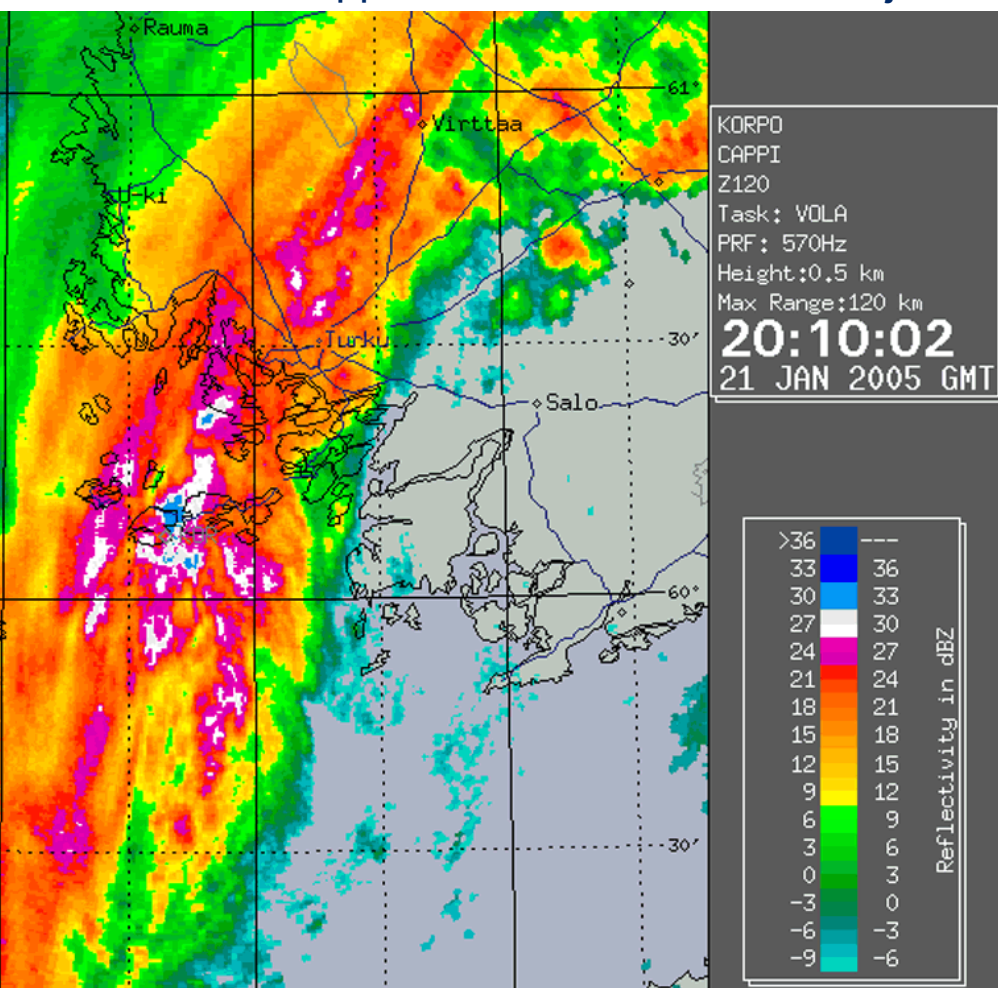 Rauma
61°
Virttaa
U-ki
Turku
30'
Salo
60°
30'
KORPO
CAPPI
Z120
Task: VOLA
PRF: 570Hz
Height:0.5 km
Max Range:120 km
20:10:02
21 JAN 2005 GMT
>36 ---
33 36
30 33
27 30
24 27
21 24
18 21
15 18
12 15
9 12
6 9
3 6
0 3
-3 0
-6 -3
-9 -6
Reflectivity in dBZ